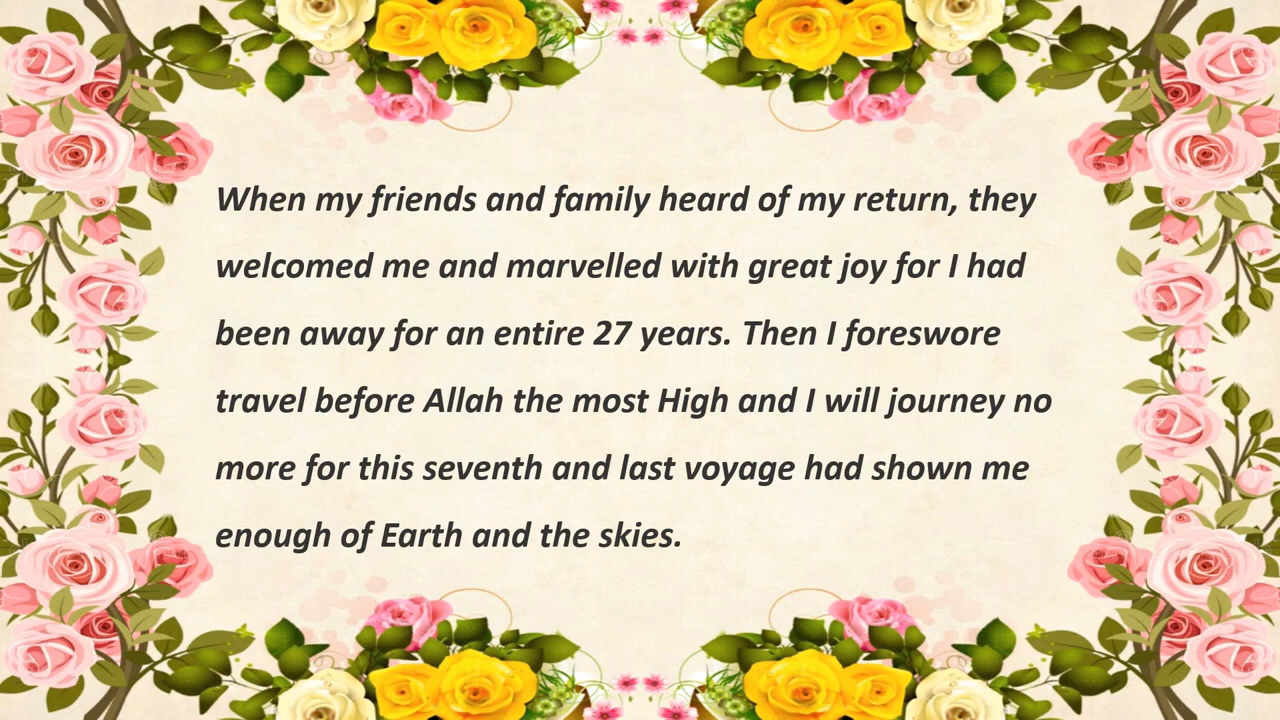 When my friends and family heard of my return, they
welcomed me and marvelled with great joy for I had
been away for an entire 27 years. Then I foreswore
travel before Allah the most High and I will journey no
more for this seventh and last voyage had shown me
enough of Earth and the skies.